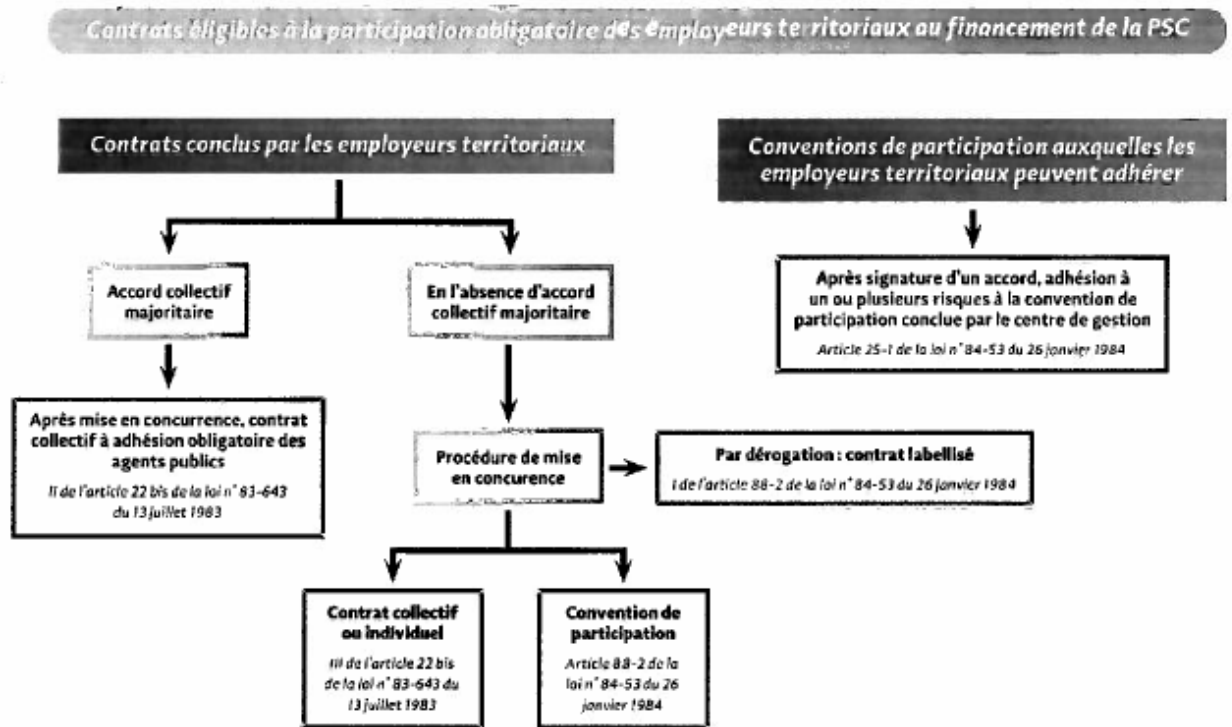 Contrats éligibles à la participation obligatoire des employeurs territoriaux au financement de la PSC
Contrats conclus par les employeurs territoriaux
Conventions de participation auxquelles les
employeurs territoriaux peuvent adhérer
Accord collectif
majoritaire
En l'absence d'accord
collectif majoritaire
Après signature d'un accord, adhésion à
un ou plusieurs risques à la convention de
participation conclue par le centre de gestion
Article 25-1 de la loi n° 84-53 du 26 janvier 1984
Après mise en concurrence, contrat
collectif à adhésion obligatoire des
agents publics
II de l'article 22 bis de la loi n° 83-643
du 13 juillet 1983
Procédure de mise
en concurence
Par dérogation : contrat labellisé
I de l'article 88-2 de la loi n° 84-53 du 26 janvier 1984
Contrat collectif
ou individuel
III de l'article 22 bis
de la loi n° 83-643 du
13 juillet 1983
Convention de
participation
Article 88-2 de la
loi n° 84-53 du 26
janvier 1984